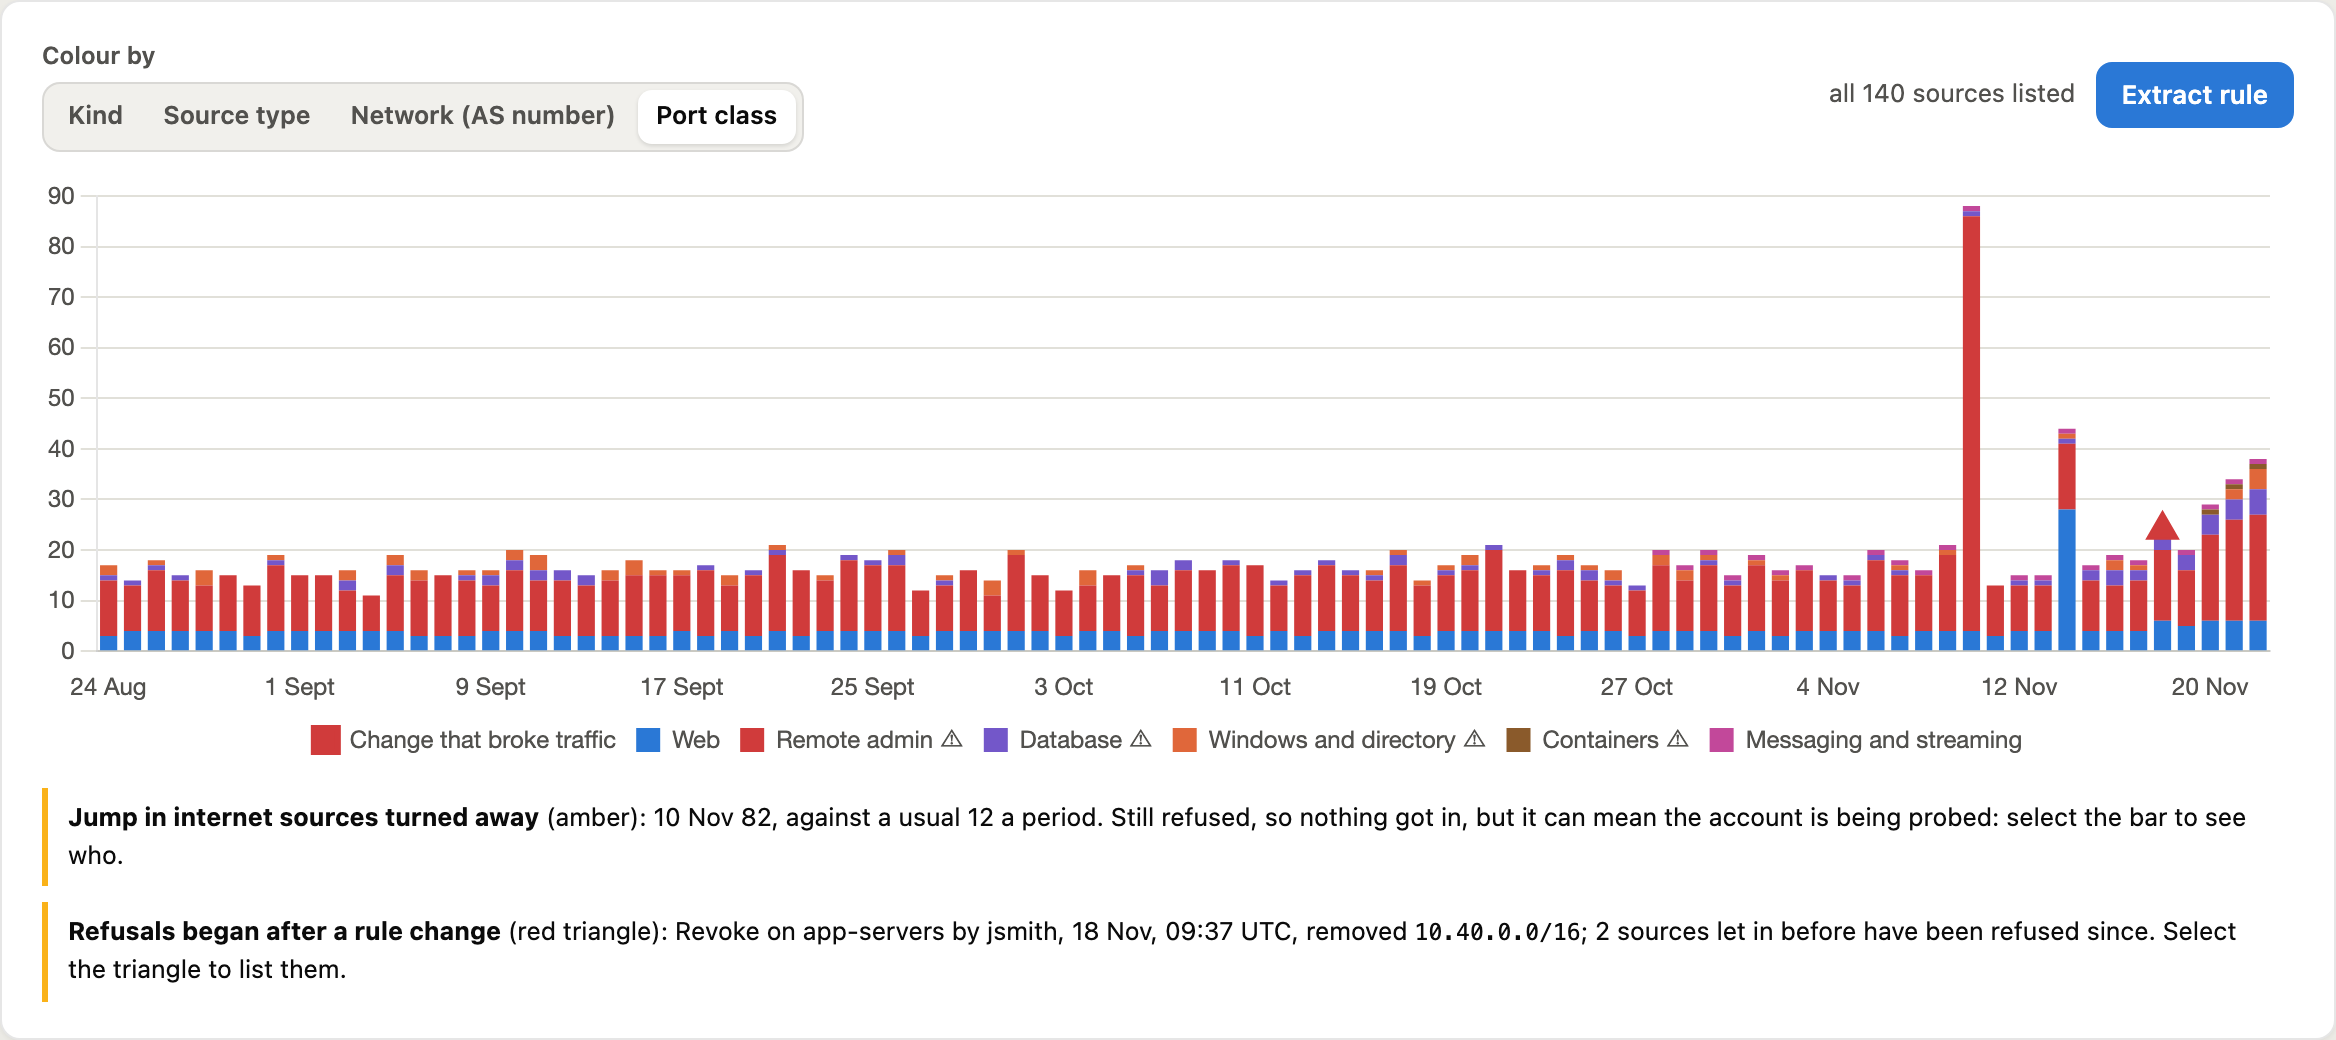 Colour by
Kind Source type Network (AS number) Port class
all 140 sources listed Extract rule
90
80
70
60
50
40
30
20
10
0
24 Aug 1 Sept 9 Sept 17 Sept 25 Sept 3 Oct 11 Oct 19 Oct 27 Oct 4 Nov 12 Nov 20 Nov
Change that broke traffic Web Remote admin ⚠ Database ⚠ Windows and directory ⚠ Containers ⚠ Messaging and streaming
Jump in internet sources turned away (amber): 10 Nov 82, against a usual 12 a period. Still refused, so nothing got in, but it can mean the account is being probed: select the bar to see
who.
Refusals began after a rule change (red triangle): Revoke on app-servers by jsmith, 18 Nov, 09:37 UTC, removed 10.40.0.0/16; 2 sources let in before have been refused since. Select
the triangle to list them.